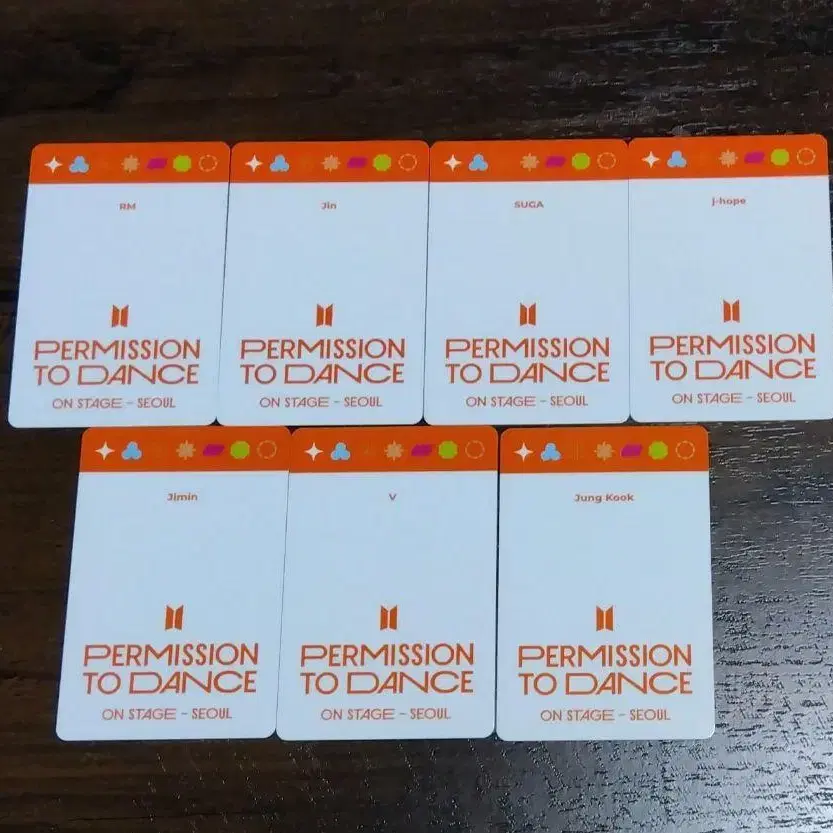 RM
PERMISSION
TO DANCE
ON STAGE - SEOUL
Jin
PERMISSION
TO DANCE
ON STAGE - SEOUL
SUGA
PERMISSION
TO DANCE
ON STAGE - SEOUL
j-hope
PERMISSION
TO DANCE
ON STAGE - SEOUL
Jimin
PERMISSION
TO DANCE
ON STAGE - SEOUL
V
PERMISSION
TO DANCE
ON STAGE - SEOUL
Jung Kook
PERMISSION
TO DANCE
ON STAGE - SEOUL